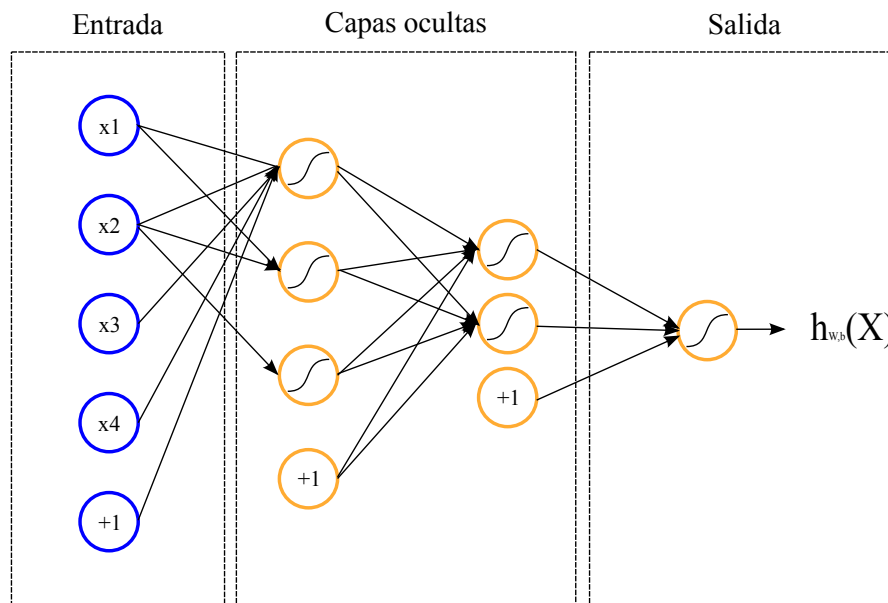 Entrada
Capas ocultas
Salida
x1
x2
x3
x4
+1
+1
+1
h_{w,b}(X)